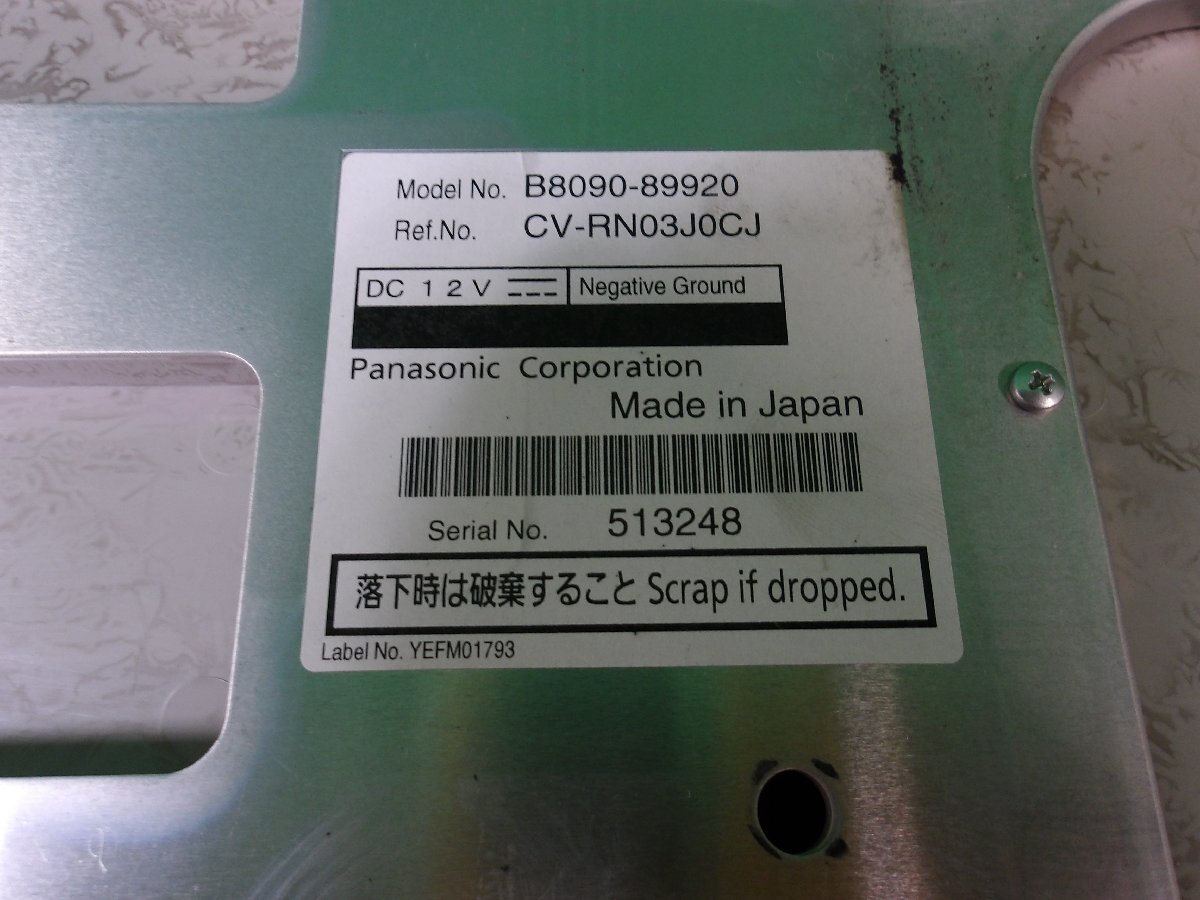 Model No. B8090-89920
Ref.No. CV-RN03J0CJ
DC 12V Negative Ground
Panasonic Corporation
Made in Japan
Serial No. 513248
落下時は破棄すること Scrap if dropped.
Label No. YEFM01793